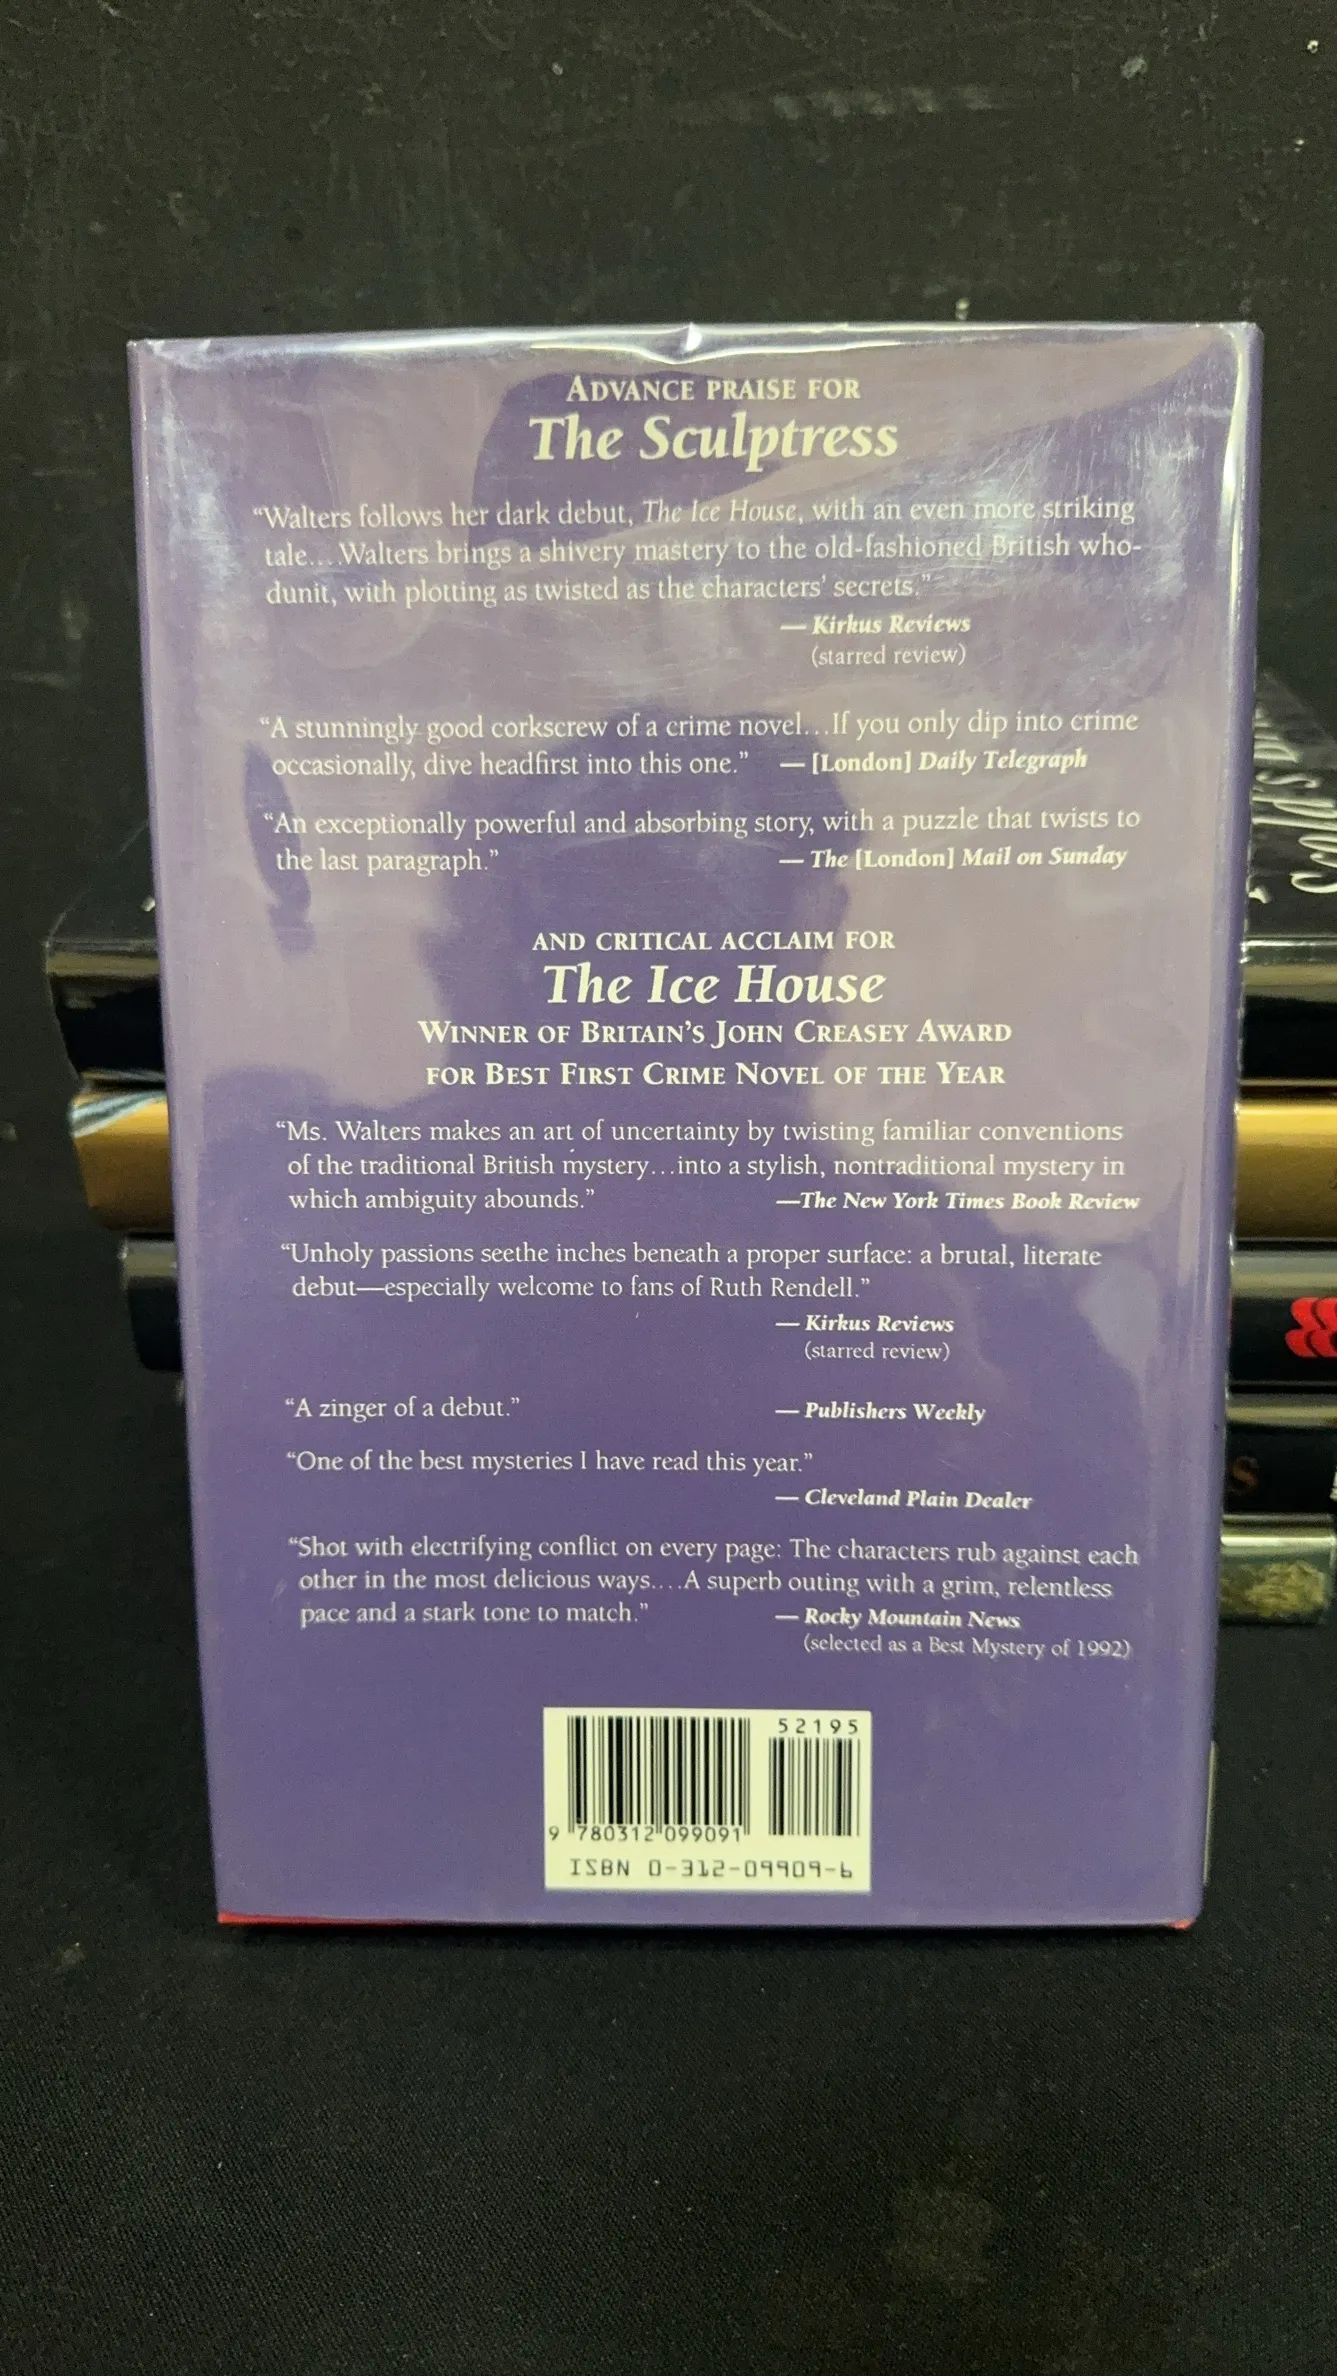 ADVANCE PRAISE FOR
The Sculptress
“Walters follows her dark debut, The Ice House, with an even more striking
tale....Walters brings a shivery mastery to the old-fashioned British who-
dunit, with plotting as twisted as the characters’ secrets.”
— Kirkus Reviews
(starred review)
“A stunningly good corkscrew of a crime novel...If you only dip into crime
occasionally, dive headfirst into this one.” — [London] Daily Telegraph
“An exceptionally powerful and absorbing story, with a puzzle that twists to
the last paragraph.” — The [London] Mail on Sunday
AND CRITICAL ACCLAIM FOR
The Ice House
WINNER OF BRITAIN’S JOHN CREASEY AWARD
FOR BEST FIRST CRIME NOVEL OF THE YEAR
“Ms. Walters makes an art of uncertainty by twisting familiar conventions
of the traditional British mystery...into a stylish, nontraditional mystery in
which ambiguity abounds.” —The New York Times Book Review
“Unholy passions seethe inches beneath a proper surface: a brutal, literate
debut—especially welcome to fans of Ruth Rendell.”
— Kirkus Reviews
(starred review)
“A zinger of a debut.” — Publishers Weekly
“One of the best mysteries I have read this year.”
— Cleveland Plain Dealer
“Shot with electrifying conflict on every page: The characters rub against each
other in the most delicious ways....A superb outing with a grim, relentless
pace and a stark tone to match.” — Rocky Mountain News
(selected as a Best Mystery of 1992)
52195
9 780312 099091
ISBN 0-312-09909-6